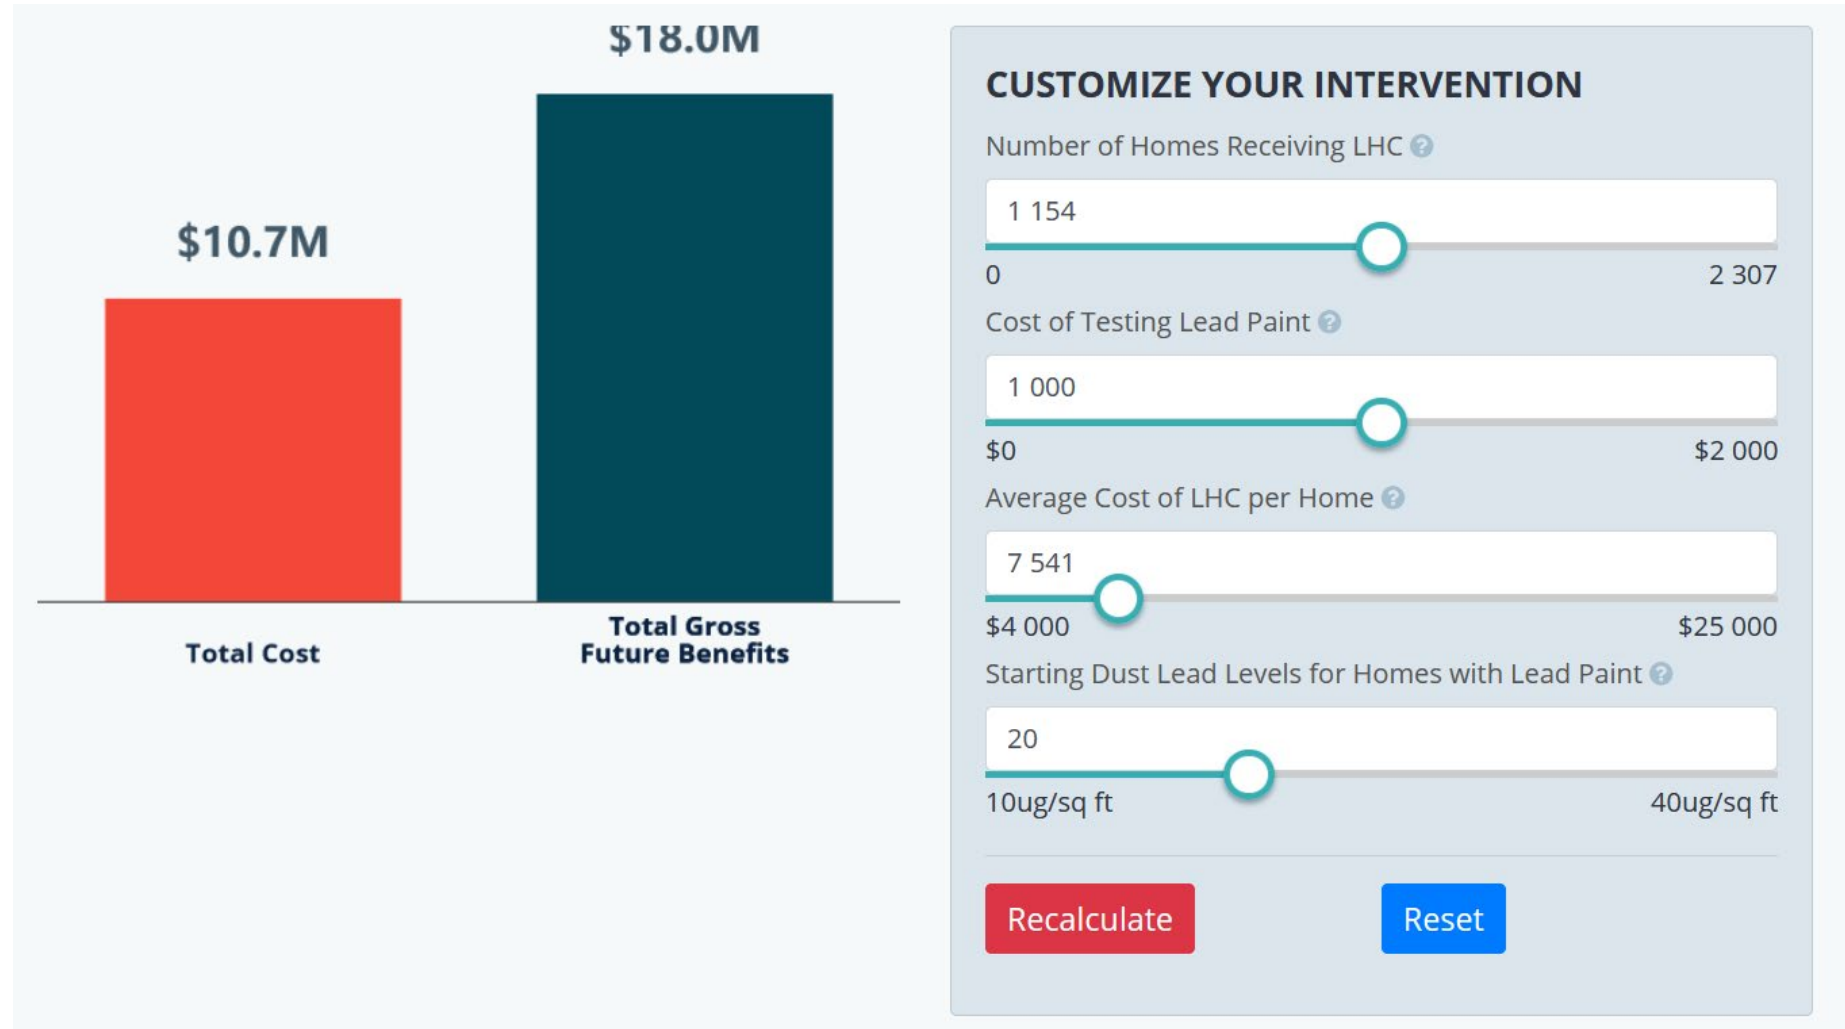 $18.0M
$10.7M
Total Cost
Total Gross
Future Benefits
CUSTOMIZE YOUR INTERVENTION
Number of Homes Receiving LHC ?
1 154
0 2 307
Cost of Testing Lead Paint ?
1 000
$0 $2 000
Average Cost of LHC per Home ?
7 541
$4 000 $25 000
Starting Dust Lead Levels for Homes with Lead Paint ?
20
10ug/sq ft 40ug/sq ft
Recalculate Reset